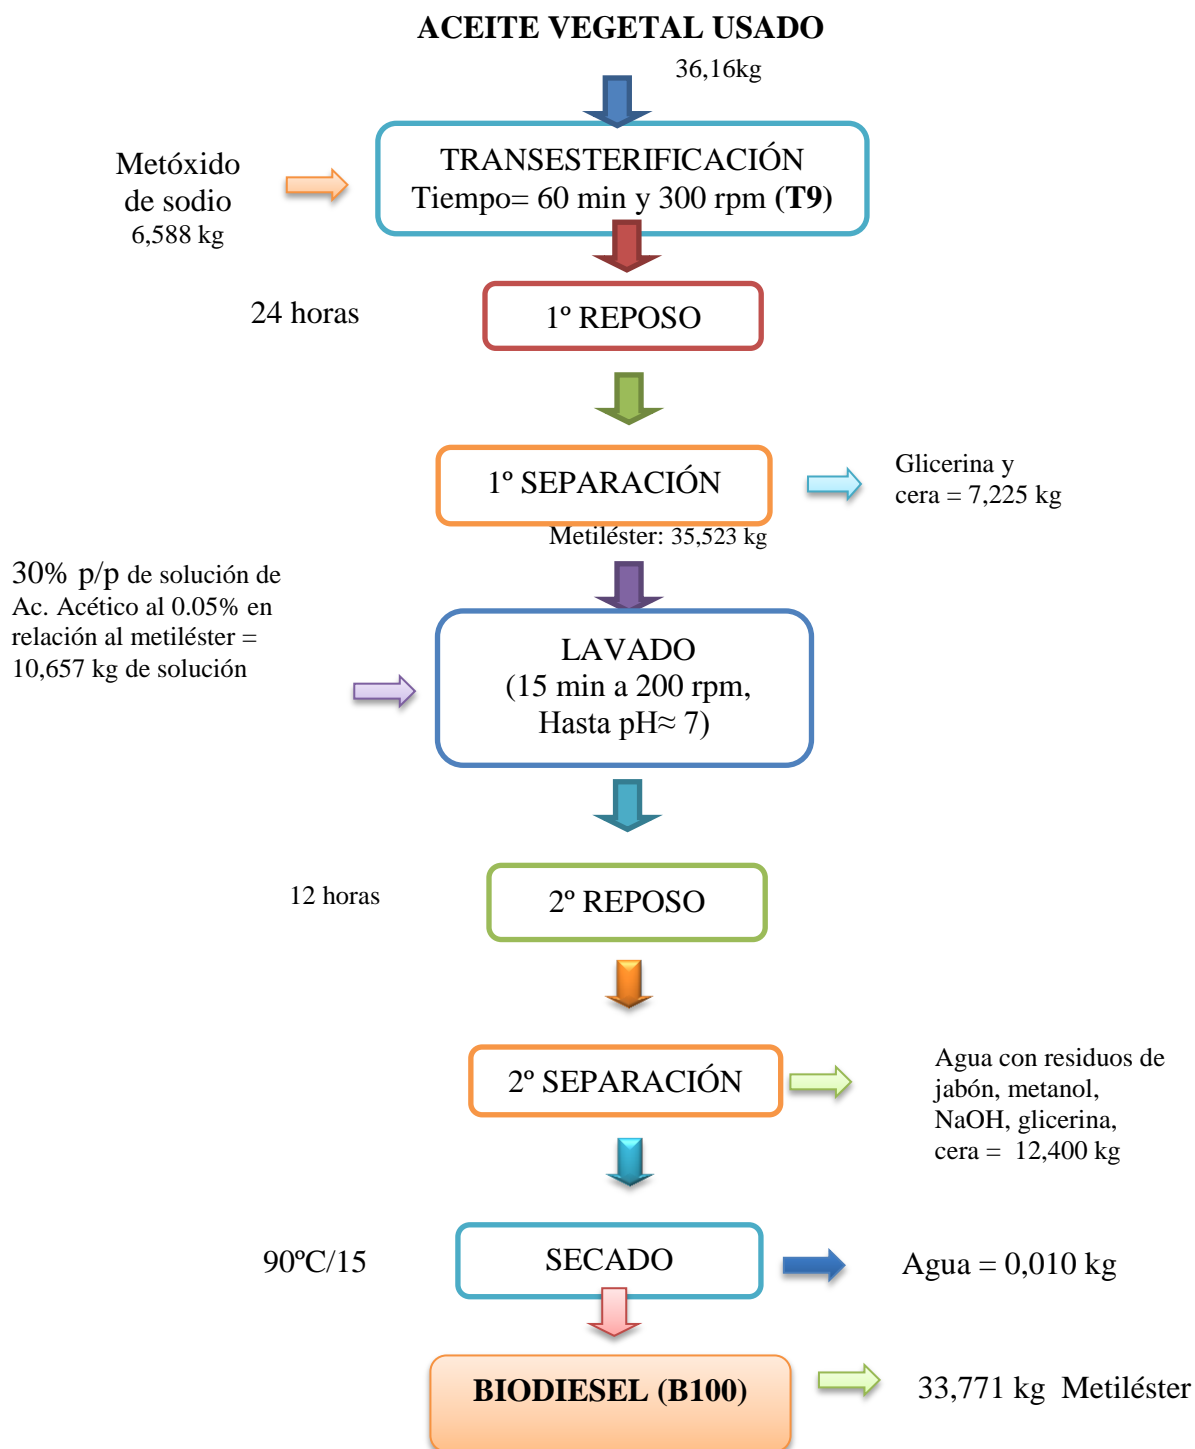 ACEITE VEGETAL USADO
36,16kg
TRANSESTERIFICACIÓN
Tiempo= 60 min y 300 rpm (T9)
Metóxido
de sodio
6,588 kg
24 horas
1º REPOSO
1º SEPARACIÓN
Glicerina y
cera = 7,225 kg
Metiléster: 35,523 kg
30% p/p de solución de
Ac. Acético al 0.05% en
relación al metiléster =
10,657 kg de solución
LAVADO
(15 min a 200 rpm,
Hasta pH≈ 7)
12 horas
2º REPOSO
2º SEPARACIÓN
Agua con residuos de
jabón, metanol,
NaOH, glicerina,
cera =  12,400 kg
90ºC/15
SECADO
Agua = 0,010 kg
BIODIESEL (B100)
33,771 kg  Metiléster